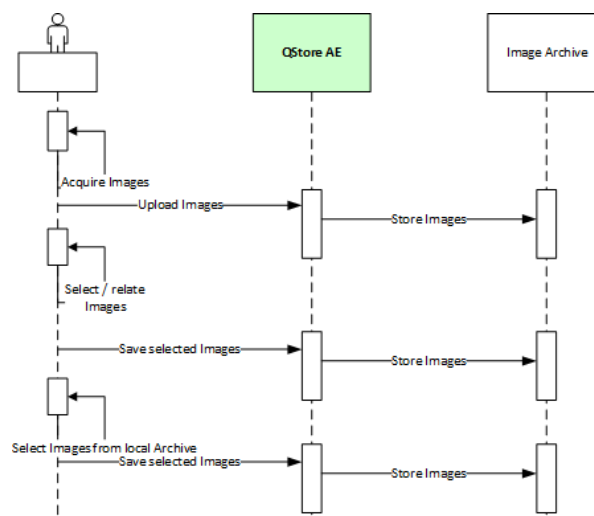 QStore AE
Image Archive
Acquire Images
Upload Images
Store Images
Select / relate
Images
Save selected Images
Store Images
Select Images from local Archive
Save selected Images
Store Images